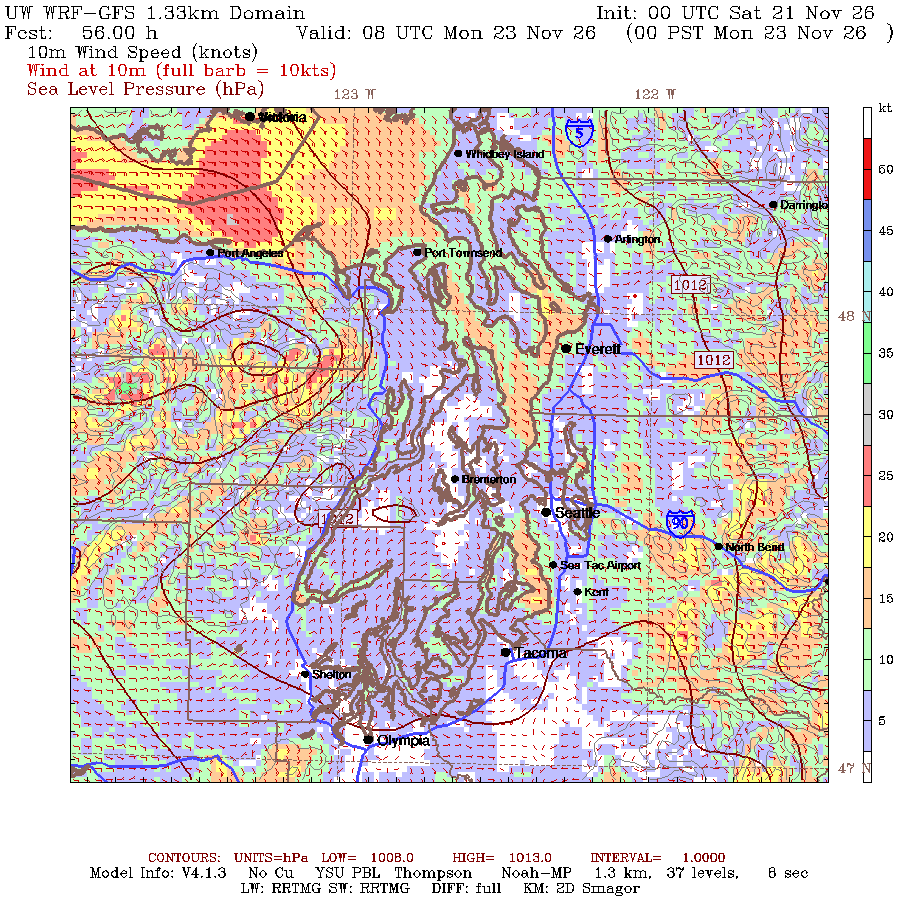 UW WRF-GFS 1.33km Domain Init: 00 UTC Sat 21 Nov 26
Fcst: 56.00 h Valid: 08 UTC Mon 23 Nov 26 (00 PST Mon 23 Nov 26 )
10m Wind Speed (knots)
Wind at 10m (full barb = 10kts)
Sea Level Pressure (hPa)
123 W 122 W
kt
Victoria
5
Whidbey Island
60
Darringto
45
Arlington
Port Angeles
Port Townsend
1012
40
48 N
Everett
35
1012
30
Bremerton
25
Seattle
1012
90
20
North Bend
Sea Tac Airport
Kent
15
Tacoma
10
Shelton
5
Olympia
47 N
CONTOURS: UNITS=hPa LOW= 1008.0 HIGH= 1013.0 INTERVAL= 1.0000
Model Info: V4.1.3 No Cu YSU PBL Thompson Noah-MP 1.3 km, 37 levels, 8 sec
LW: RRTMG SW: RRTMG DIFF: full KM: 2D Smagor